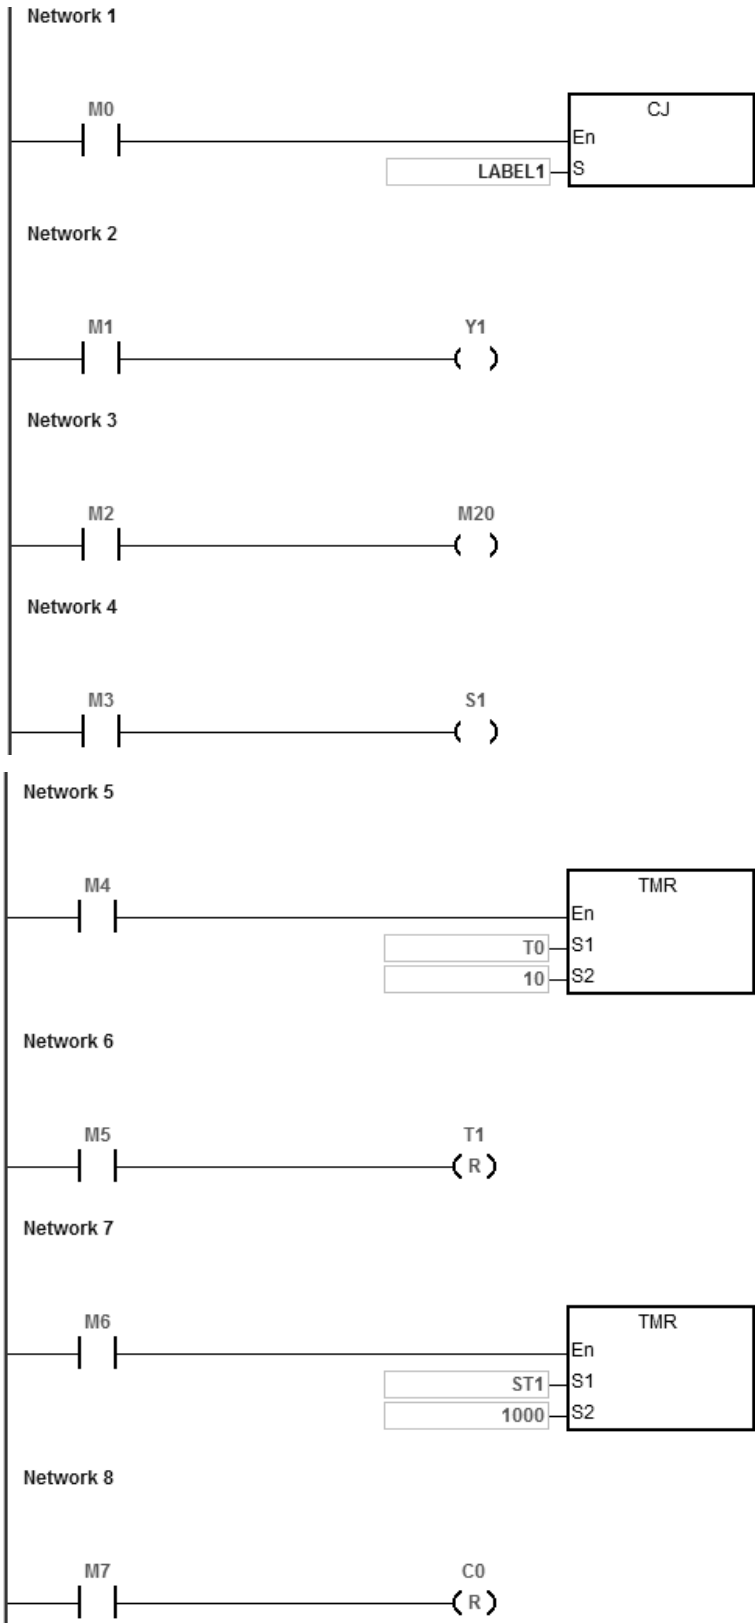 Network 1
M0
CJ
En
LABEL1
S
Network 2
M1
Y1
Network 3
M2
M20
Network 4
M3
S1
Network 5
M4
TMR
En
T0
S1
10
S2
Network 6
M5
T1
R
Network 7
M6
TMR
En
ST1
S1
1000
S2
Network 8
M7
C0
R